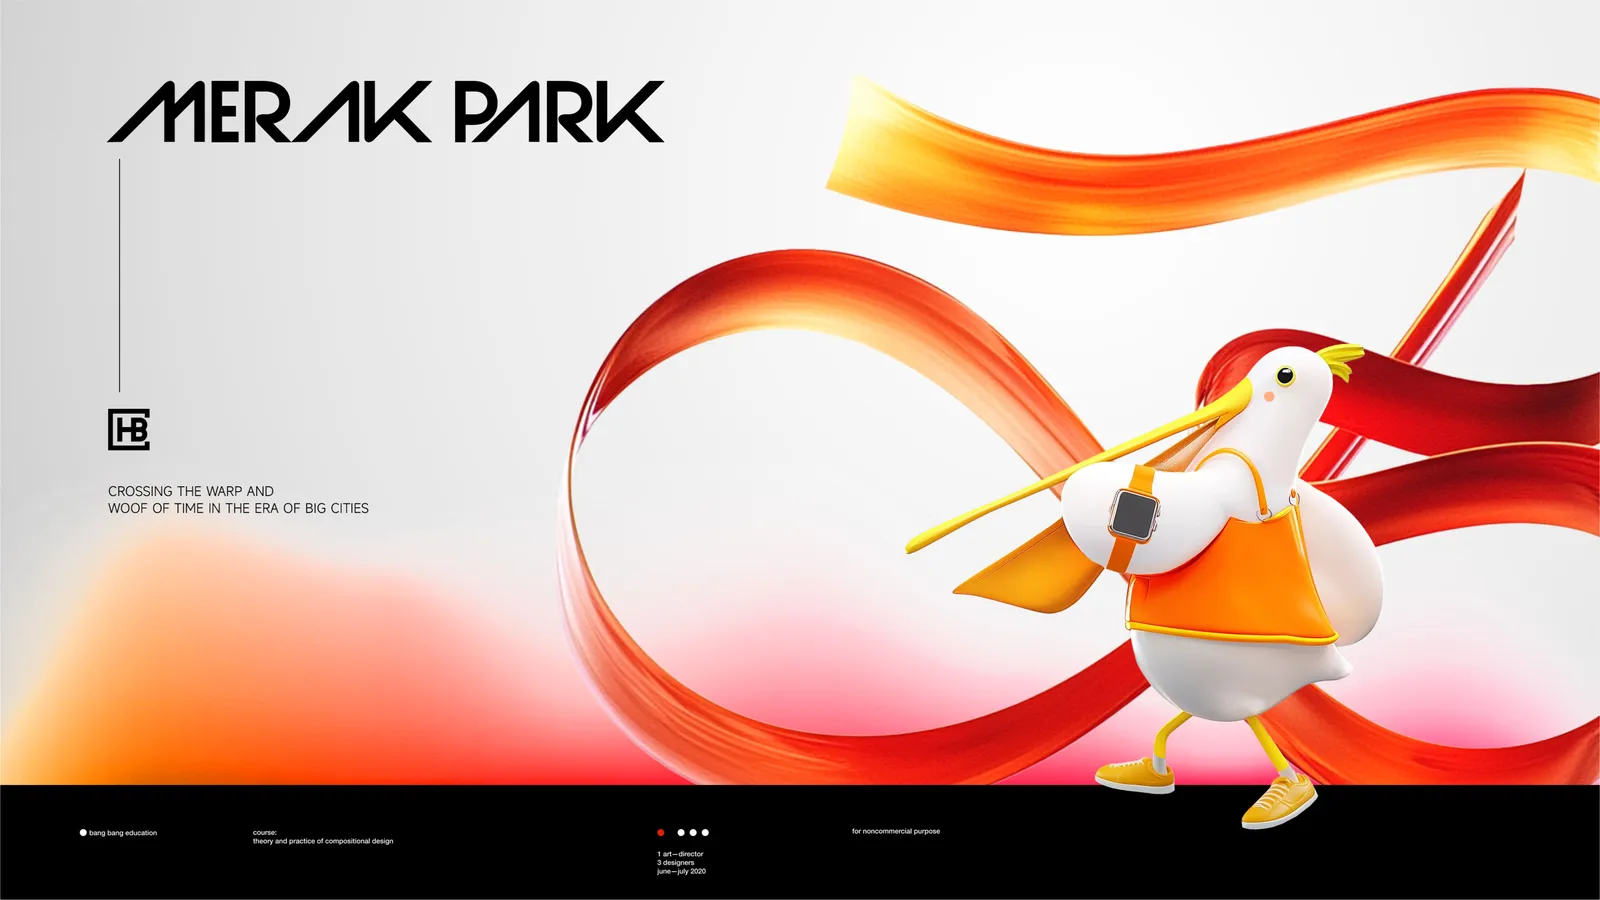 MERAK PARK
CHB
CROSSING THE WARP AND
WOOF OF TIME IN THE ERA OF BIG CITIES
bang bang education
course:
theory and practice of compositional design
1 art—director
3 designers
june—july 2020
for noncommercial purpose